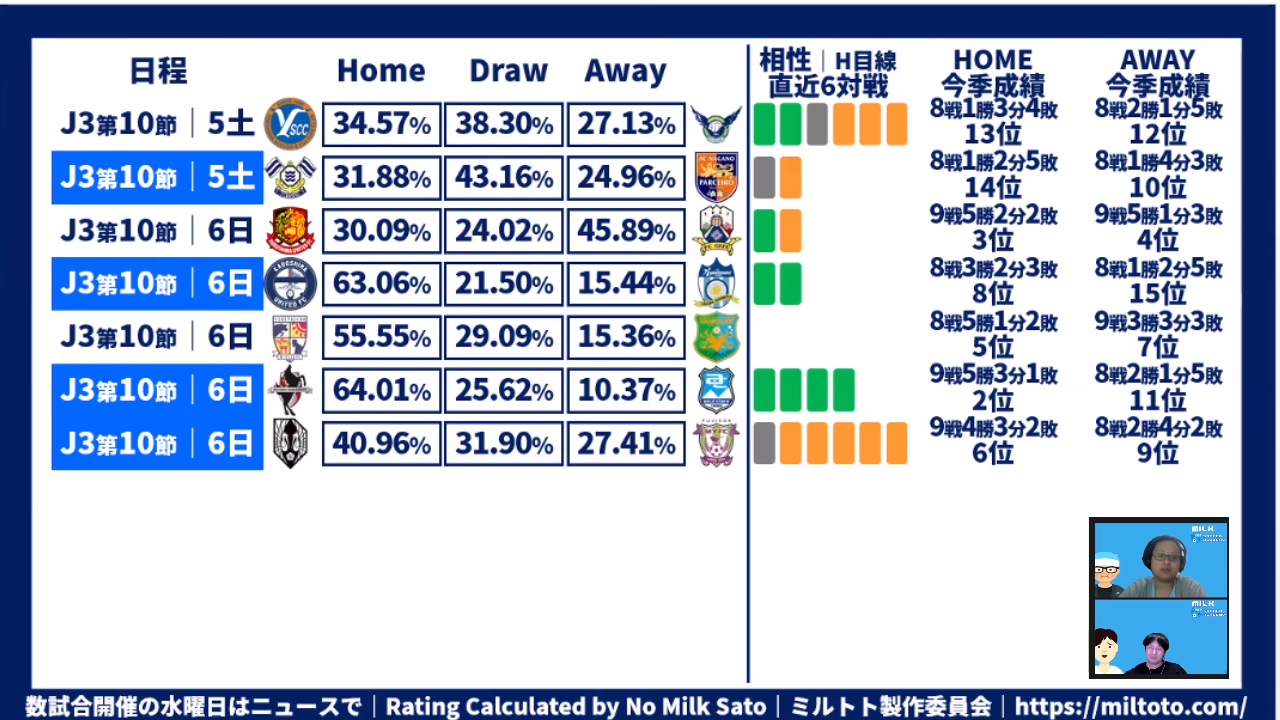 日程 Home Draw Away 相性｜H目線 HOME AWAY
直近6対戦 今季成績 今季成績
J3第10節｜5土 YSCC 34.57% 38.30% 27.13% 8戦1勝3分4敗 8戦2勝1分5敗
13位 12位
J3第10節｜5土 31.88% 43.16% 24.96% AC NAGANO PARCEIRO 8戦1勝2分5敗 8戦1勝4分3敗
14位 10位
J3第10節｜6日 30.09% 24.02% 45.89% FC GIFU 9戦5勝2分2敗 9戦5勝1分3敗
3位 4位
J3第10節｜6日 KAGOSHIMA UNITED FC 63.06% 21.50% 15.44% 8戦3勝2分3敗 8戦1勝2分5敗
8位 15位
J3第10節｜6日 55.55% 29.09% 15.36% 8戦5勝1分2敗 9戦3勝3分3敗
5位 7位
J3第10節｜6日 64.01% 25.62% 10.37% 9戦5勝3分1敗 8戦2勝1分5敗
2位 11位
J3第10節｜6日 40.96% 31.90% 27.41% FUJIEDA MYFC 9戦4勝3分2敗 8戦2勝4分2敗
6位 9位
MILK
MILK
数試合開催の水曜日はニュースで｜Rating Calculated by No Milk Sato｜ミルトト製作委員会｜https://miltoto.com/